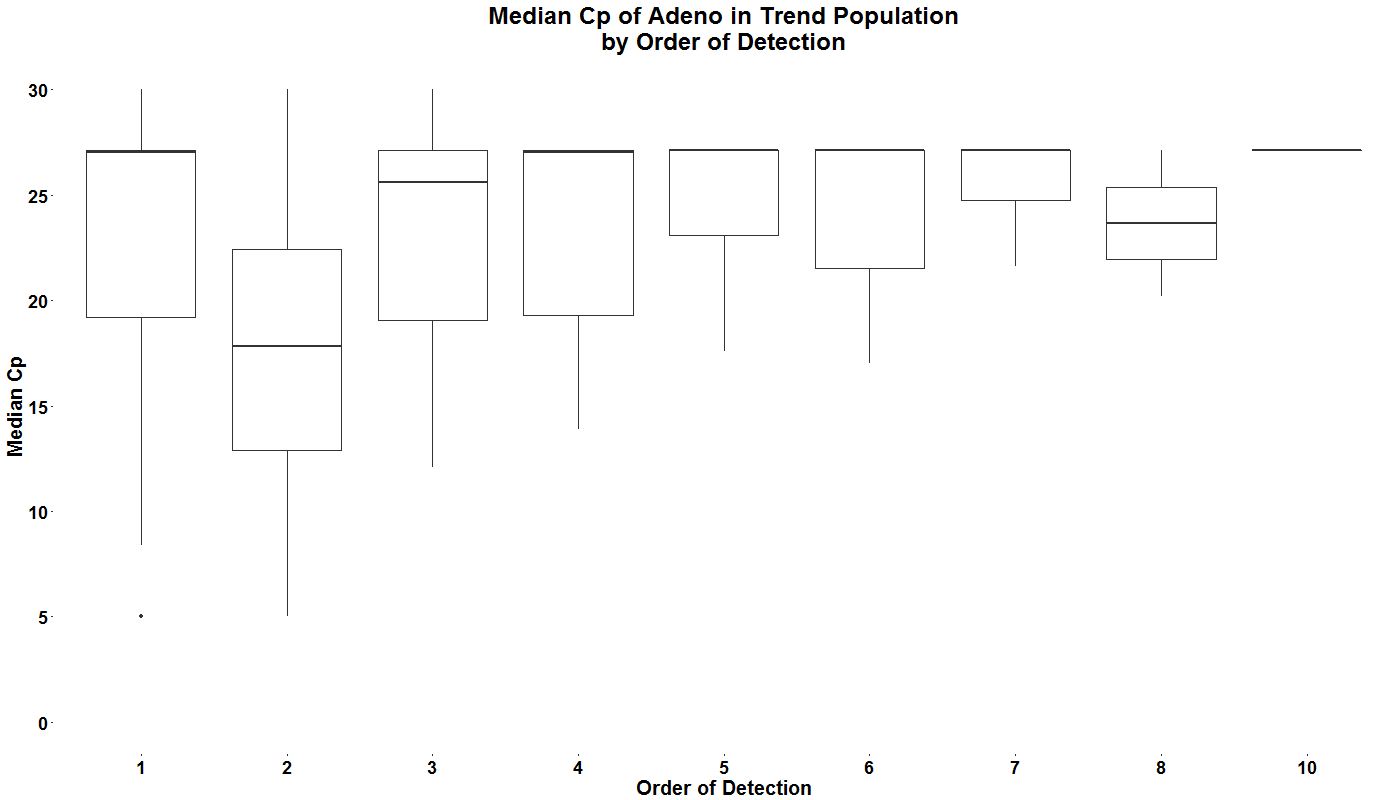 Median Cp of Adeno in Trend Population
by Order of Detection
Median Cp
30
25
20
15
10
5
0
1 2 3 4 5 6 7 8 10
Order of Detection